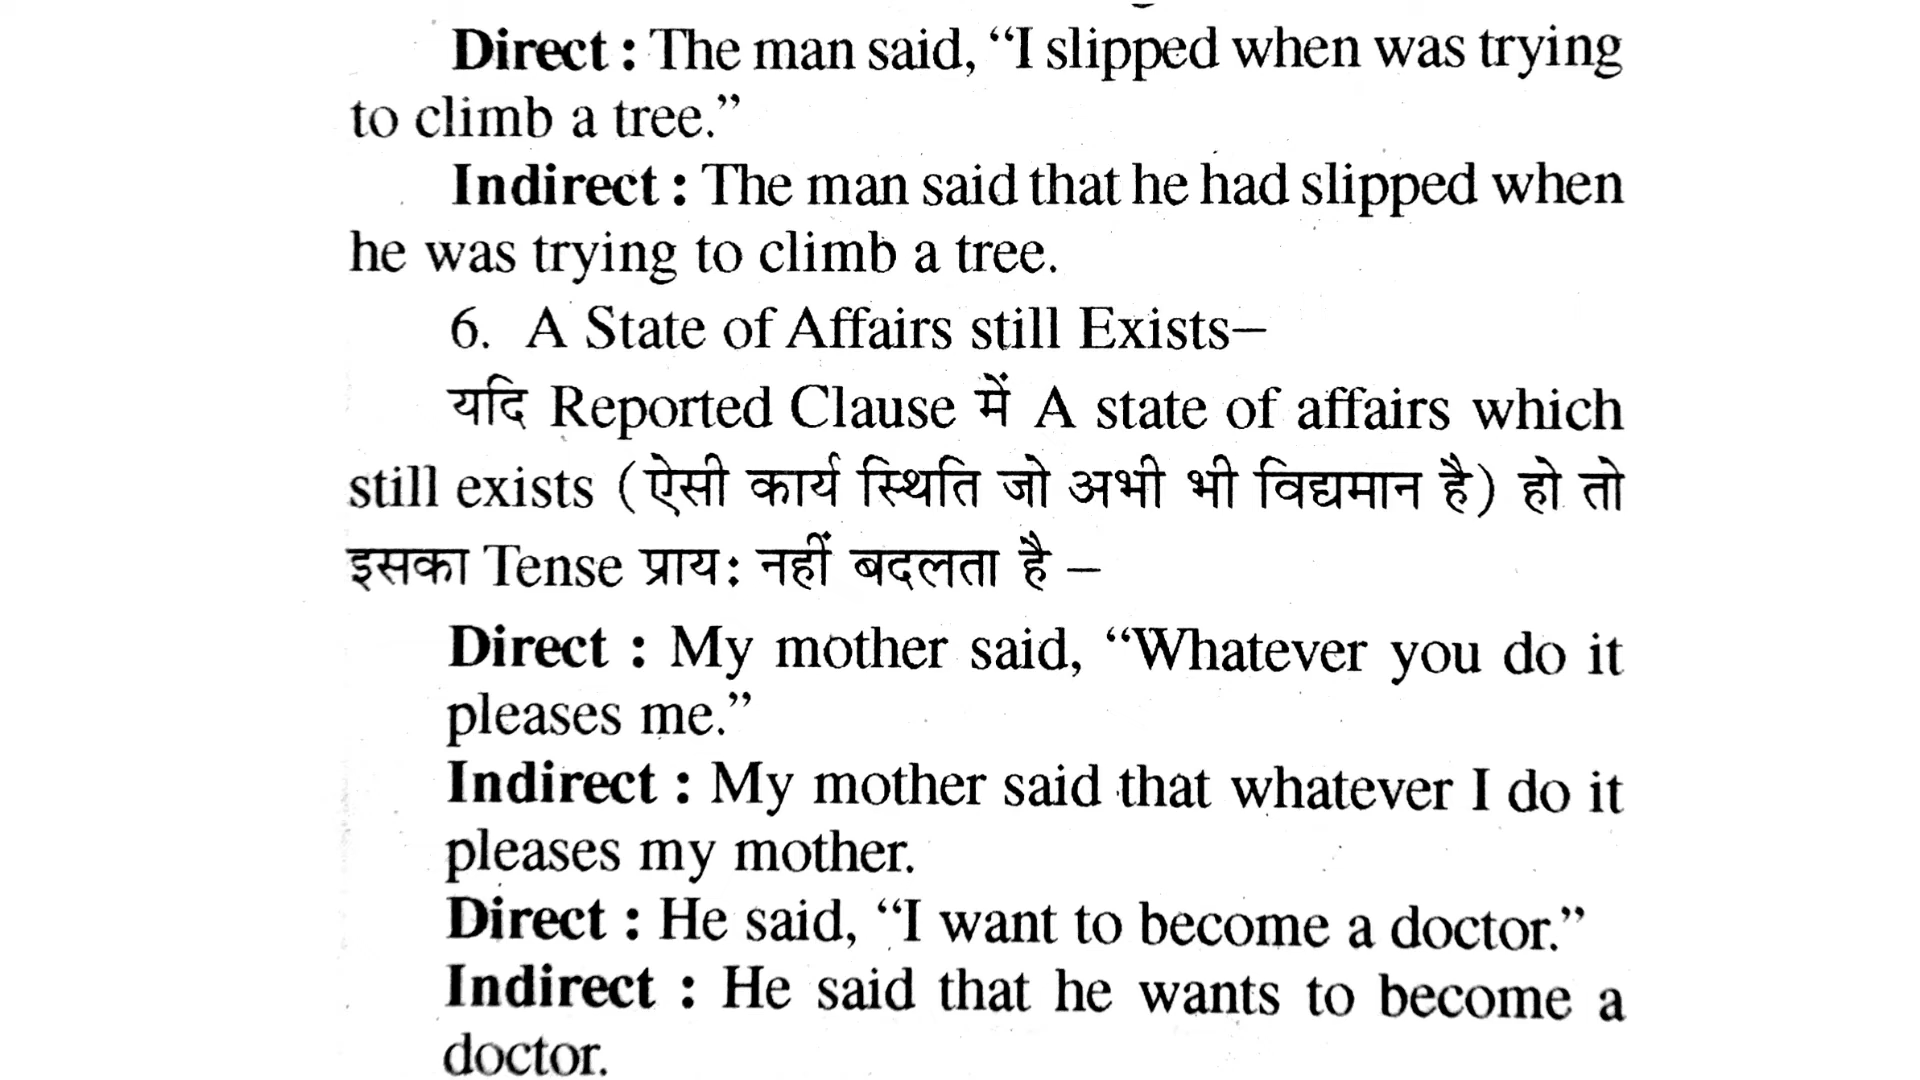 Direct : The man said, “I slipped when was trying
to climb a tree.”
Indirect : The man said that he had slipped when
he was trying to climb a tree.
6. A State of Affairs still Exists–
यदि Reported Clause में A state of affairs which
still exists (ऐसी कार्य स्थिति जो अभी भी विद्यमान है) हो तो
इसका Tense प्राय: नहीं बदलता है –
Direct : My mother said, “Whatever you do it
pleases me.”
Indirect : My mother said that whatever I do it
pleases my mother.
Direct : He said, “I want to become a doctor.”
Indirect : He said that he wants to become a
doctor.